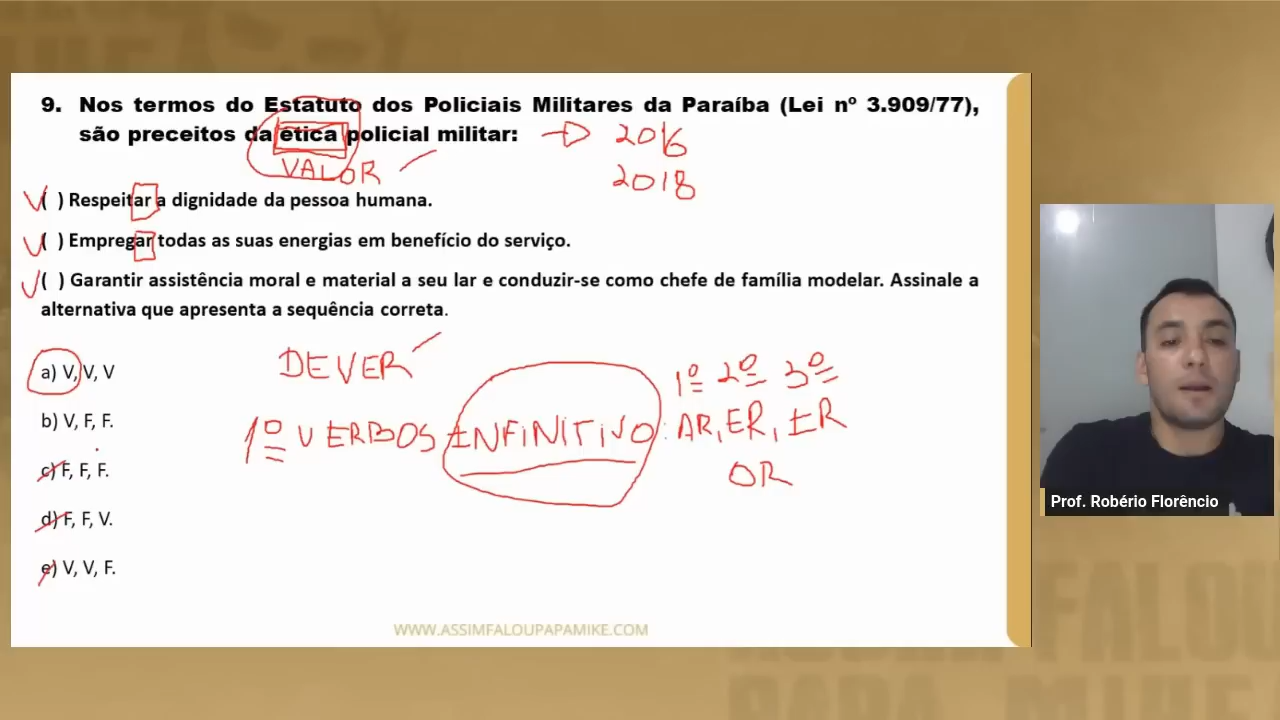 9. Nos termos do Estatuto dos Policiais Militares da Paraíba (Lei nº 3.909/77),
são preceitos da ética policial militar:
2016
VALOR
2018
V( ) Respeitar a dignidade da pessoa humana.
V( ) Empregar todas as suas energias em benefício do serviço.
V( ) Garantir assistência moral e material a seu lar e conduzir-se como chefe de família modelar. Assinale a
alternativa que apresenta a sequência correta.
DEVER
a) V, V, V
1º 2º 3º
b) V, F, F.
1º VERBOS INFINITIVO: AR, ER, IR
OR
c) F, F, F.
d) F, F, V.
e) V, V, F.
Prof. Robério Florêncio
WWW.ASSIMFALOUPAPAMIKE.COM